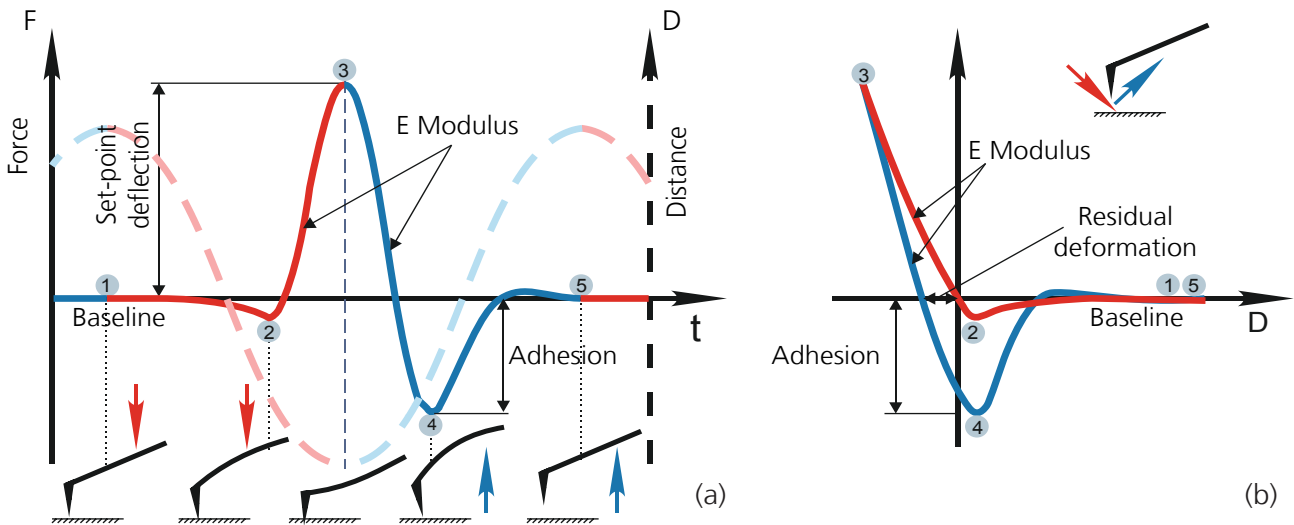 F
D
Force
Set-point
deflection
3
E Modulus
Distance
1
Baseline
2
5
t
Adhesion
4
(a)
3
E Modulus
Residual
deformation
1 5
Baseline
D
2
Adhesion
4
(b)